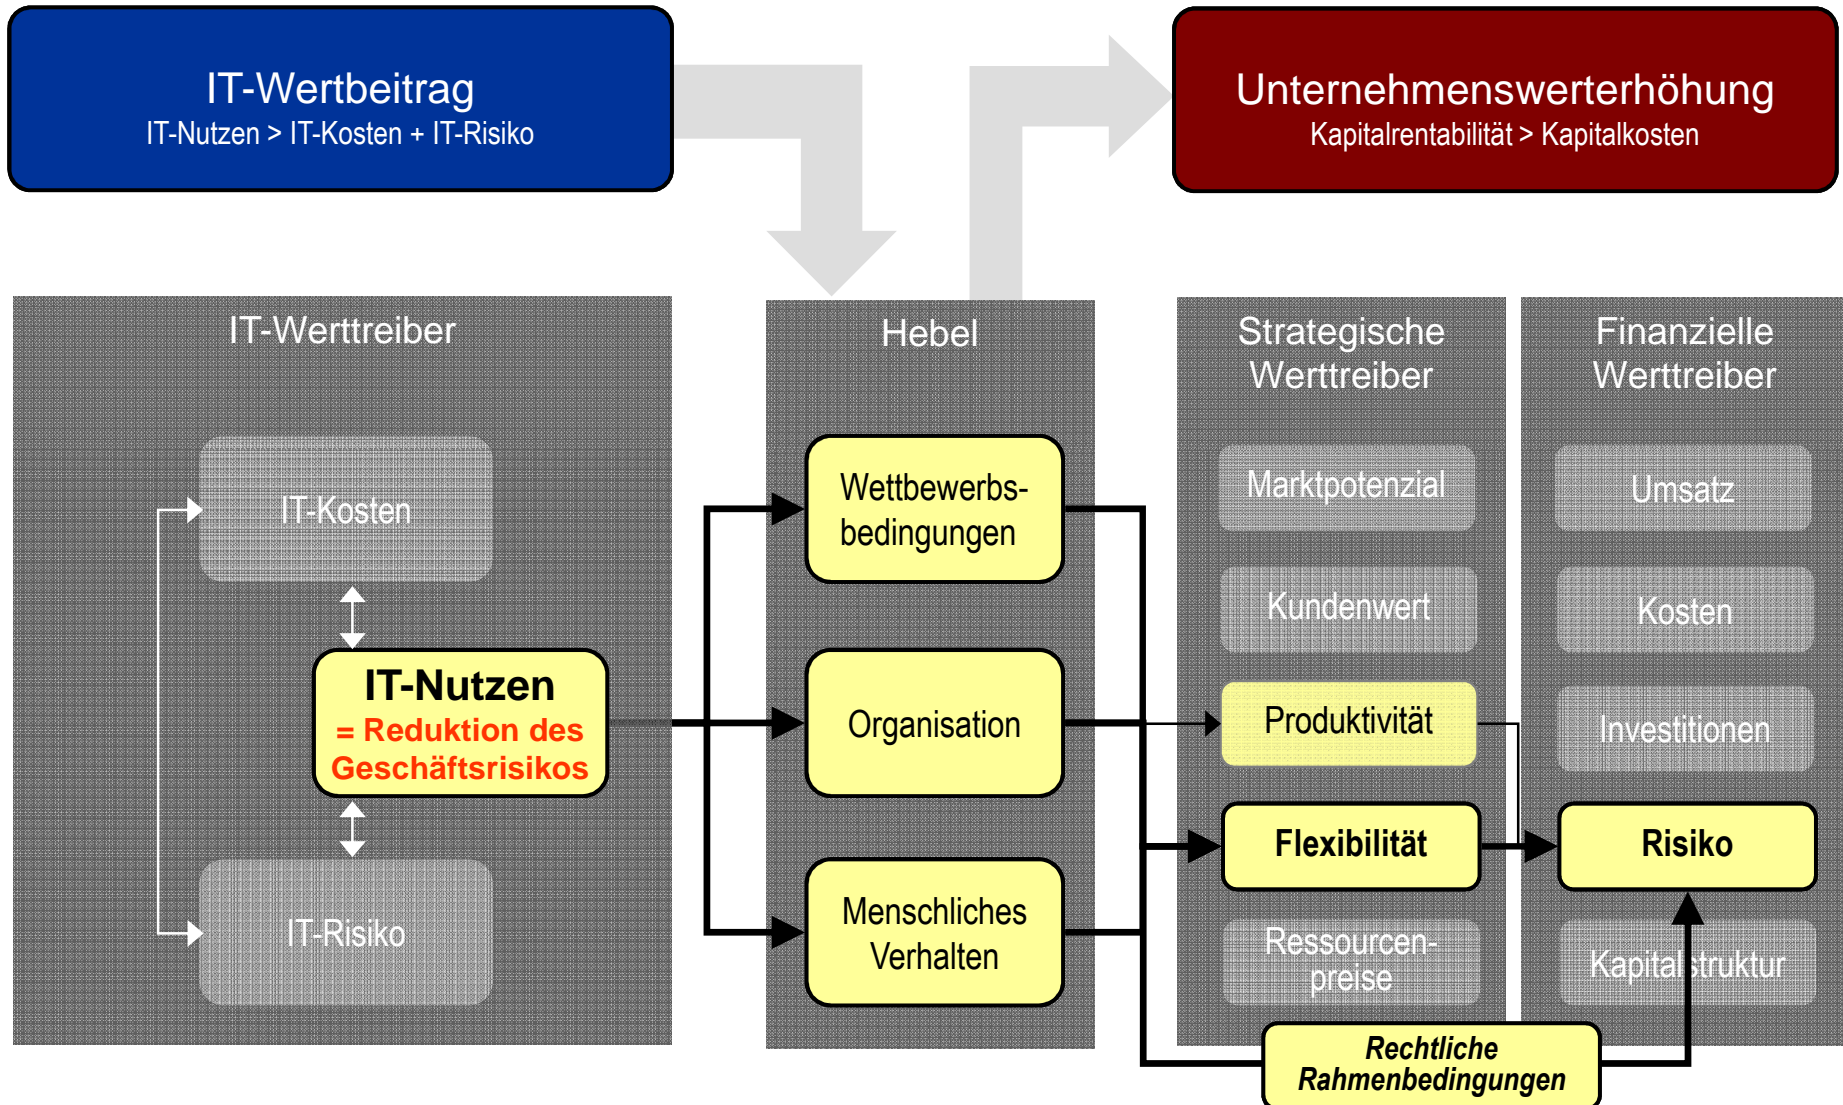 IT-Wertbeitrag
IT-Nutzen > IT-Kosten + IT-Risiko
Unternehmenswerterhöhung
Kapitalrentabilität > Kapitalkosten
IT-Werttreiber
IT-Kosten
IT-Nutzen
= Reduktion des
Geschäftsrisikos
IT-Risiko
Hebel
Wettbewerbs-
bedingungen
Organisation
Menschliches
Verhalten
Strategische
Werttreiber
Marktpotenzial
Kundenwert
Produktivität
Flexibilität
Ressourcen-
preise
Finanzielle
Werttreiber
Umsatz
Kosten
Investitionen
Risiko
Kapitalstruktur
Rechtliche
Rahmenbedingungen